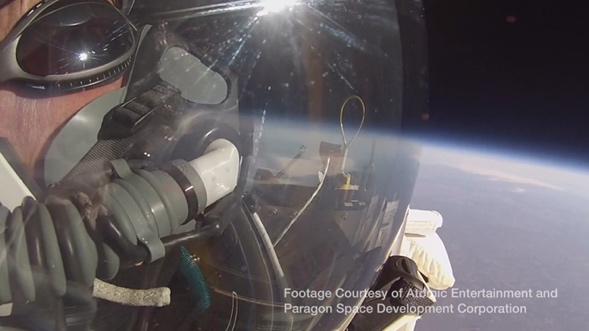 Footage Courtesy of Atomic Entertainment and
Paragon Space Development Corporation